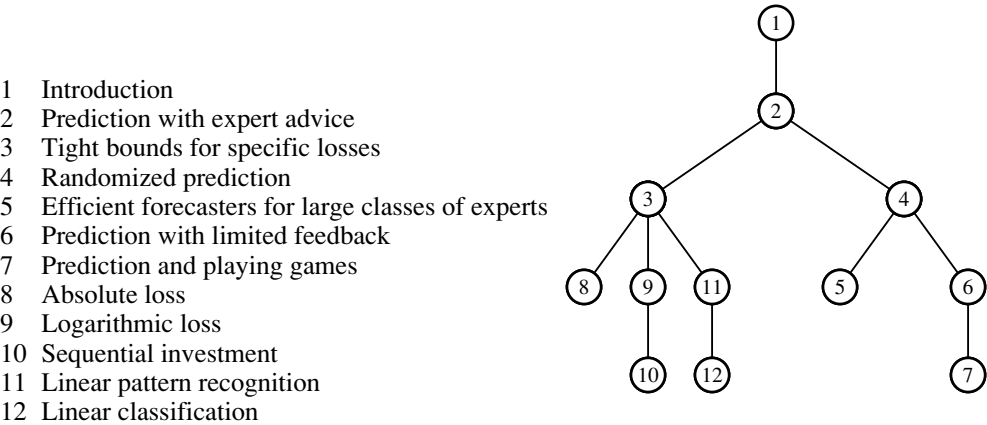 1 Introduction
2 Prediction with expert advice
3 Tight bounds for specific losses
4 Randomized prediction
5 Efficient forecasters for large classes of experts
6 Prediction with limited feedback
7 Prediction and playing games
8 Absolute loss
9 Logarithmic loss
10 Sequential investment
11 Linear pattern recognition
12 Linear classification
1
2
3 4
8 9 11 5 6
10 12 7